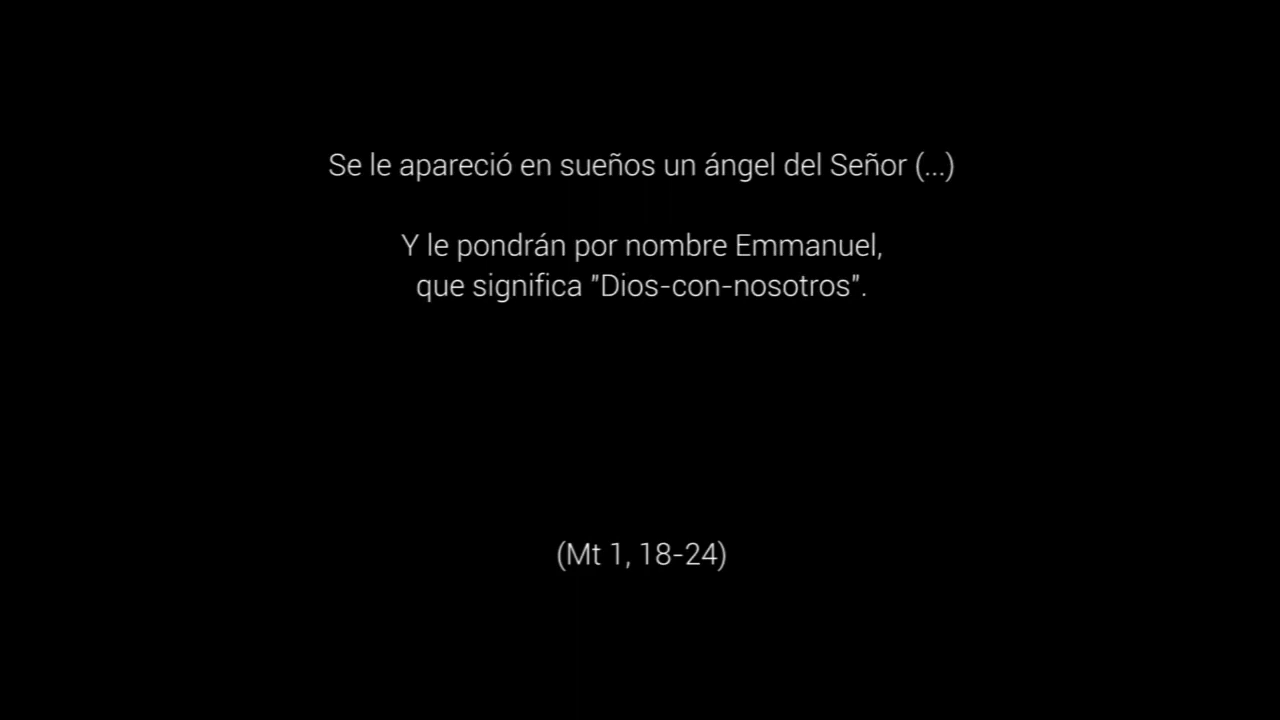 Se le apareció en sueños un ángel del Señor (...)
Y le pondrán por nombre Emmanuel,
que significa "Dios-con-nosotros".
(Mt 1, 18-24)